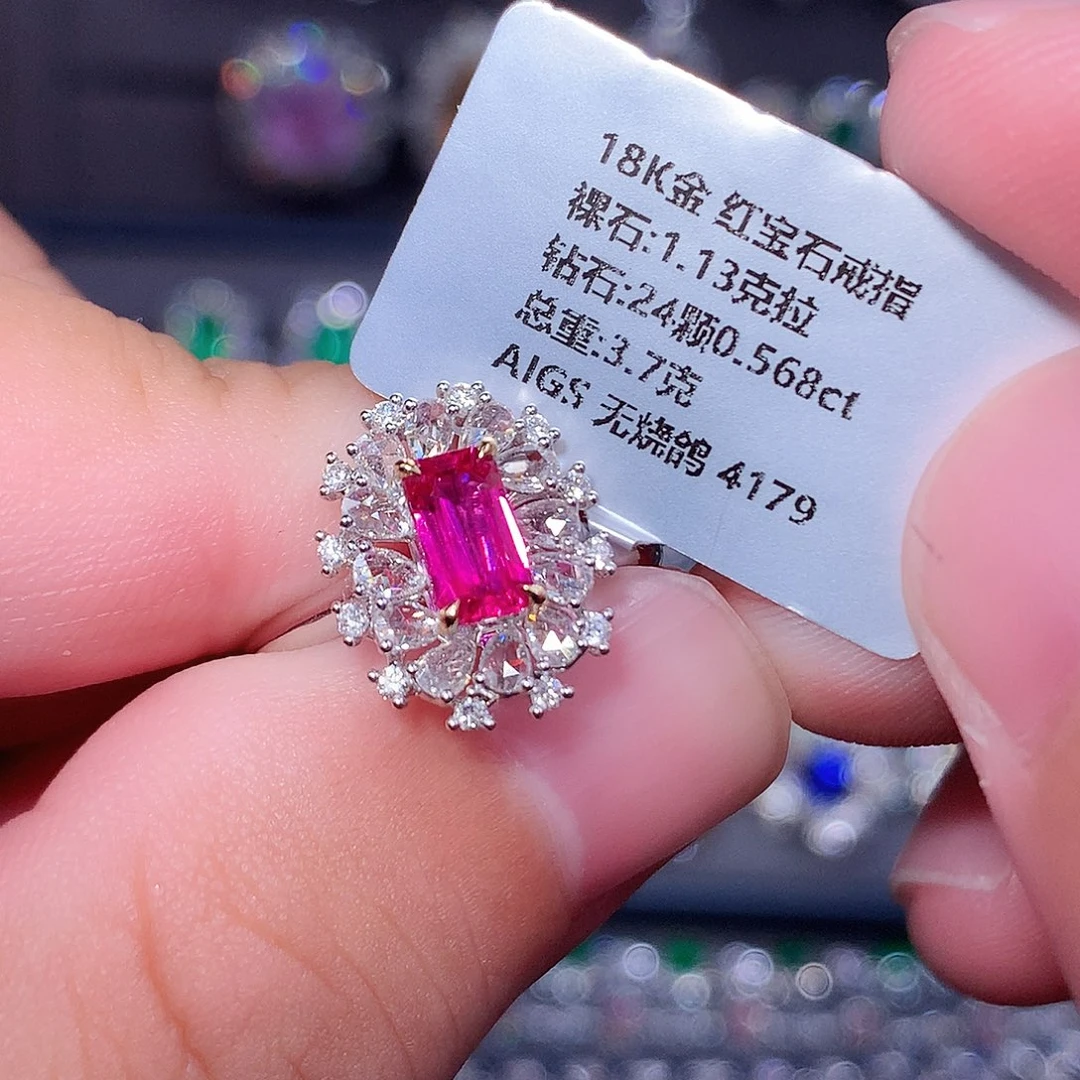 18K金 红宝石戒指
裸石:1.13克拉
钻石:24颗0.568ct
总重:3.7克
AIGS 无烧鸽 4179